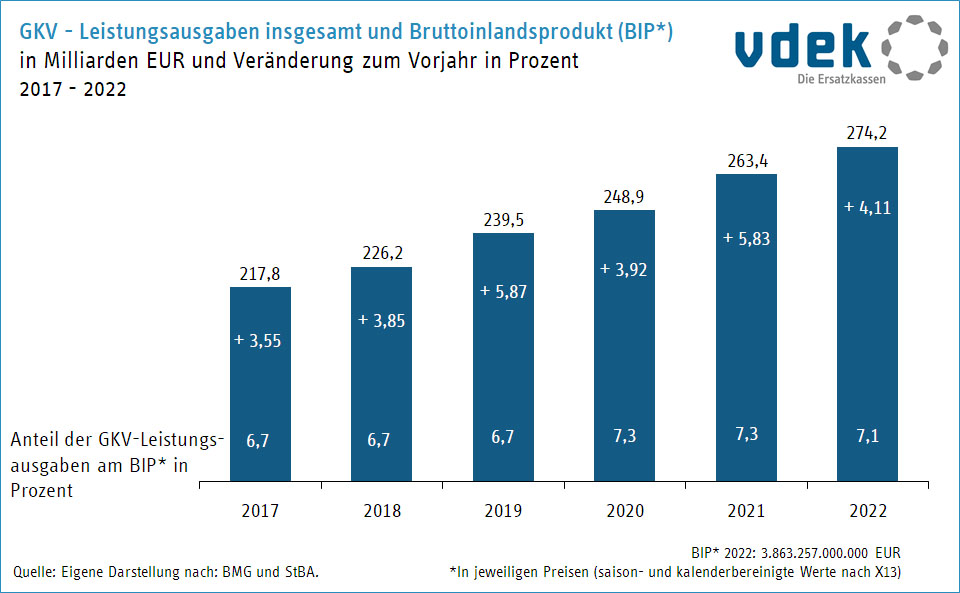 GKV - Leistungsausgaben insgesamt und Bruttoinlandsprodukt (BIP*)
in Milliarden EUR und Veränderung zum Vorjahr in Prozent
2017 - 2022
vdek
Die Ersatzkassen
217,8
226,2
239,5
248,9
263,4
274,2
+ 3,55
+ 3,85
+ 5,87
+ 3,92
+ 5,83
+ 4,11
Anteil der GKV-Leistungs-
ausgaben am BIP* in
Prozent
6,7
6,7
6,7
7,3
7,3
7,1
2017
2018
2019
2020
2021
2022
BIP* 2022: 3.863.257.000.000 EUR
Quelle: Eigene Darstellung nach: BMG und StBA.
*In jeweiligen Preisen (saison- und kalenderbereinigte Werte nach X13)